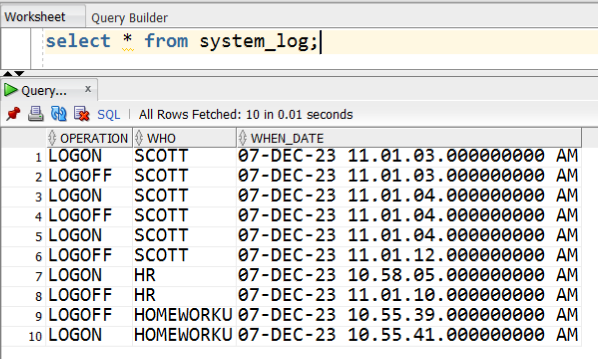 Worksheet Query Builder
select * from system_log;
Query... x
SQL | All Rows Fetched: 10 in 0.01 seconds
OPERATION WHO WHEN_DATE
1 LOGON SCOTT 07-DEC-23 11.01.03.000000000 AM
2 LOGOFF SCOTT 07-DEC-23 11.01.03.000000000 AM
3 LOGON SCOTT 07-DEC-23 11.01.04.000000000 AM
4 LOGOFF SCOTT 07-DEC-23 11.01.04.000000000 AM
5 LOGON SCOTT 07-DEC-23 11.01.04.000000000 AM
6 LOGOFF SCOTT 07-DEC-23 11.01.12.000000000 AM
7 LOGON HR 07-DEC-23 10.58.05.000000000 AM
8 LOGOFF HR 07-DEC-23 11.01.10.000000000 AM
9 LOGOFF HOMEWORKU 07-DEC-23 10.55.39.000000000 AM
10 LOGON HOMEWORKU 07-DEC-23 10.55.41.000000000 AM